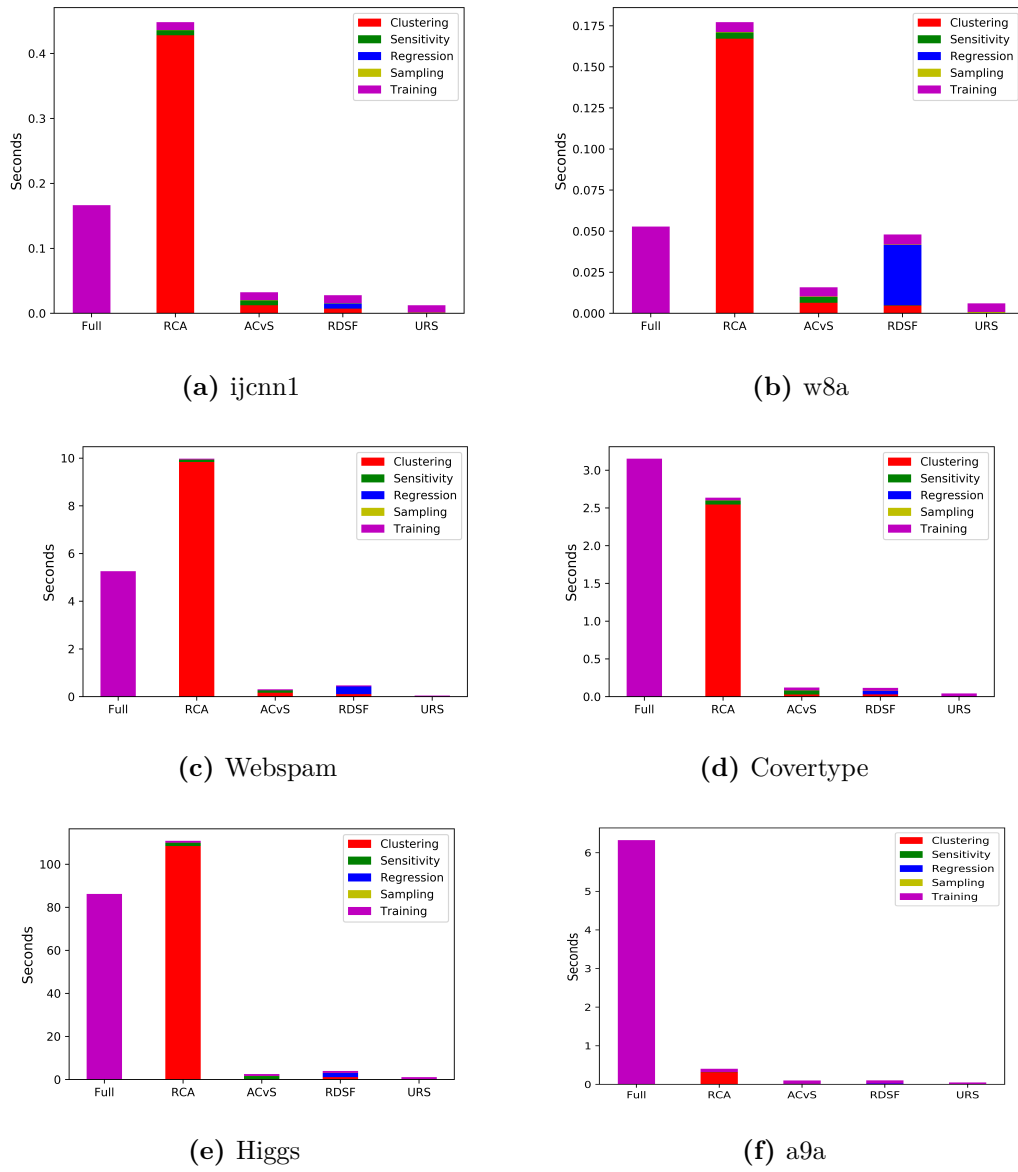 Seconds
0.4
0.3
0.2
0.1
0.0
Full RCA ACvS RDSF URS
Clustering
Sensitivity
Regression
Sampling
Training
(a) ijcnn1
Seconds
0.175
0.150
0.125
0.100
0.075
0.050
0.025
0.000
Full RCA ACvS RDSF URS
Clustering
Sensitivity
Regression
Sampling
Training
(b) w8a
Seconds
10
8
6
4
2
0
Full RCA ACvS RDSF URS
Clustering
Sensitivity
Regression
Sampling
Training
(c) Webspam
Seconds
3.0
2.5
2.0
1.5
1.0
0.5
0.0
Full RCA ACvS RDSF URS
Clustering
Sensitivity
Regression
Sampling
Training
(d) Covertype
Seconds
100
80
60
40
20
0
Full RCA ACvS RDSF URS
Clustering
Sensitivity
Regression
Sampling
Training
(e) Higgs
Seconds
6
5
4
3
2
1
0
Full RCA ACvS RDSF URS
Clustering
Sensitivity
Regression
Sampling
Training
(f) a9a